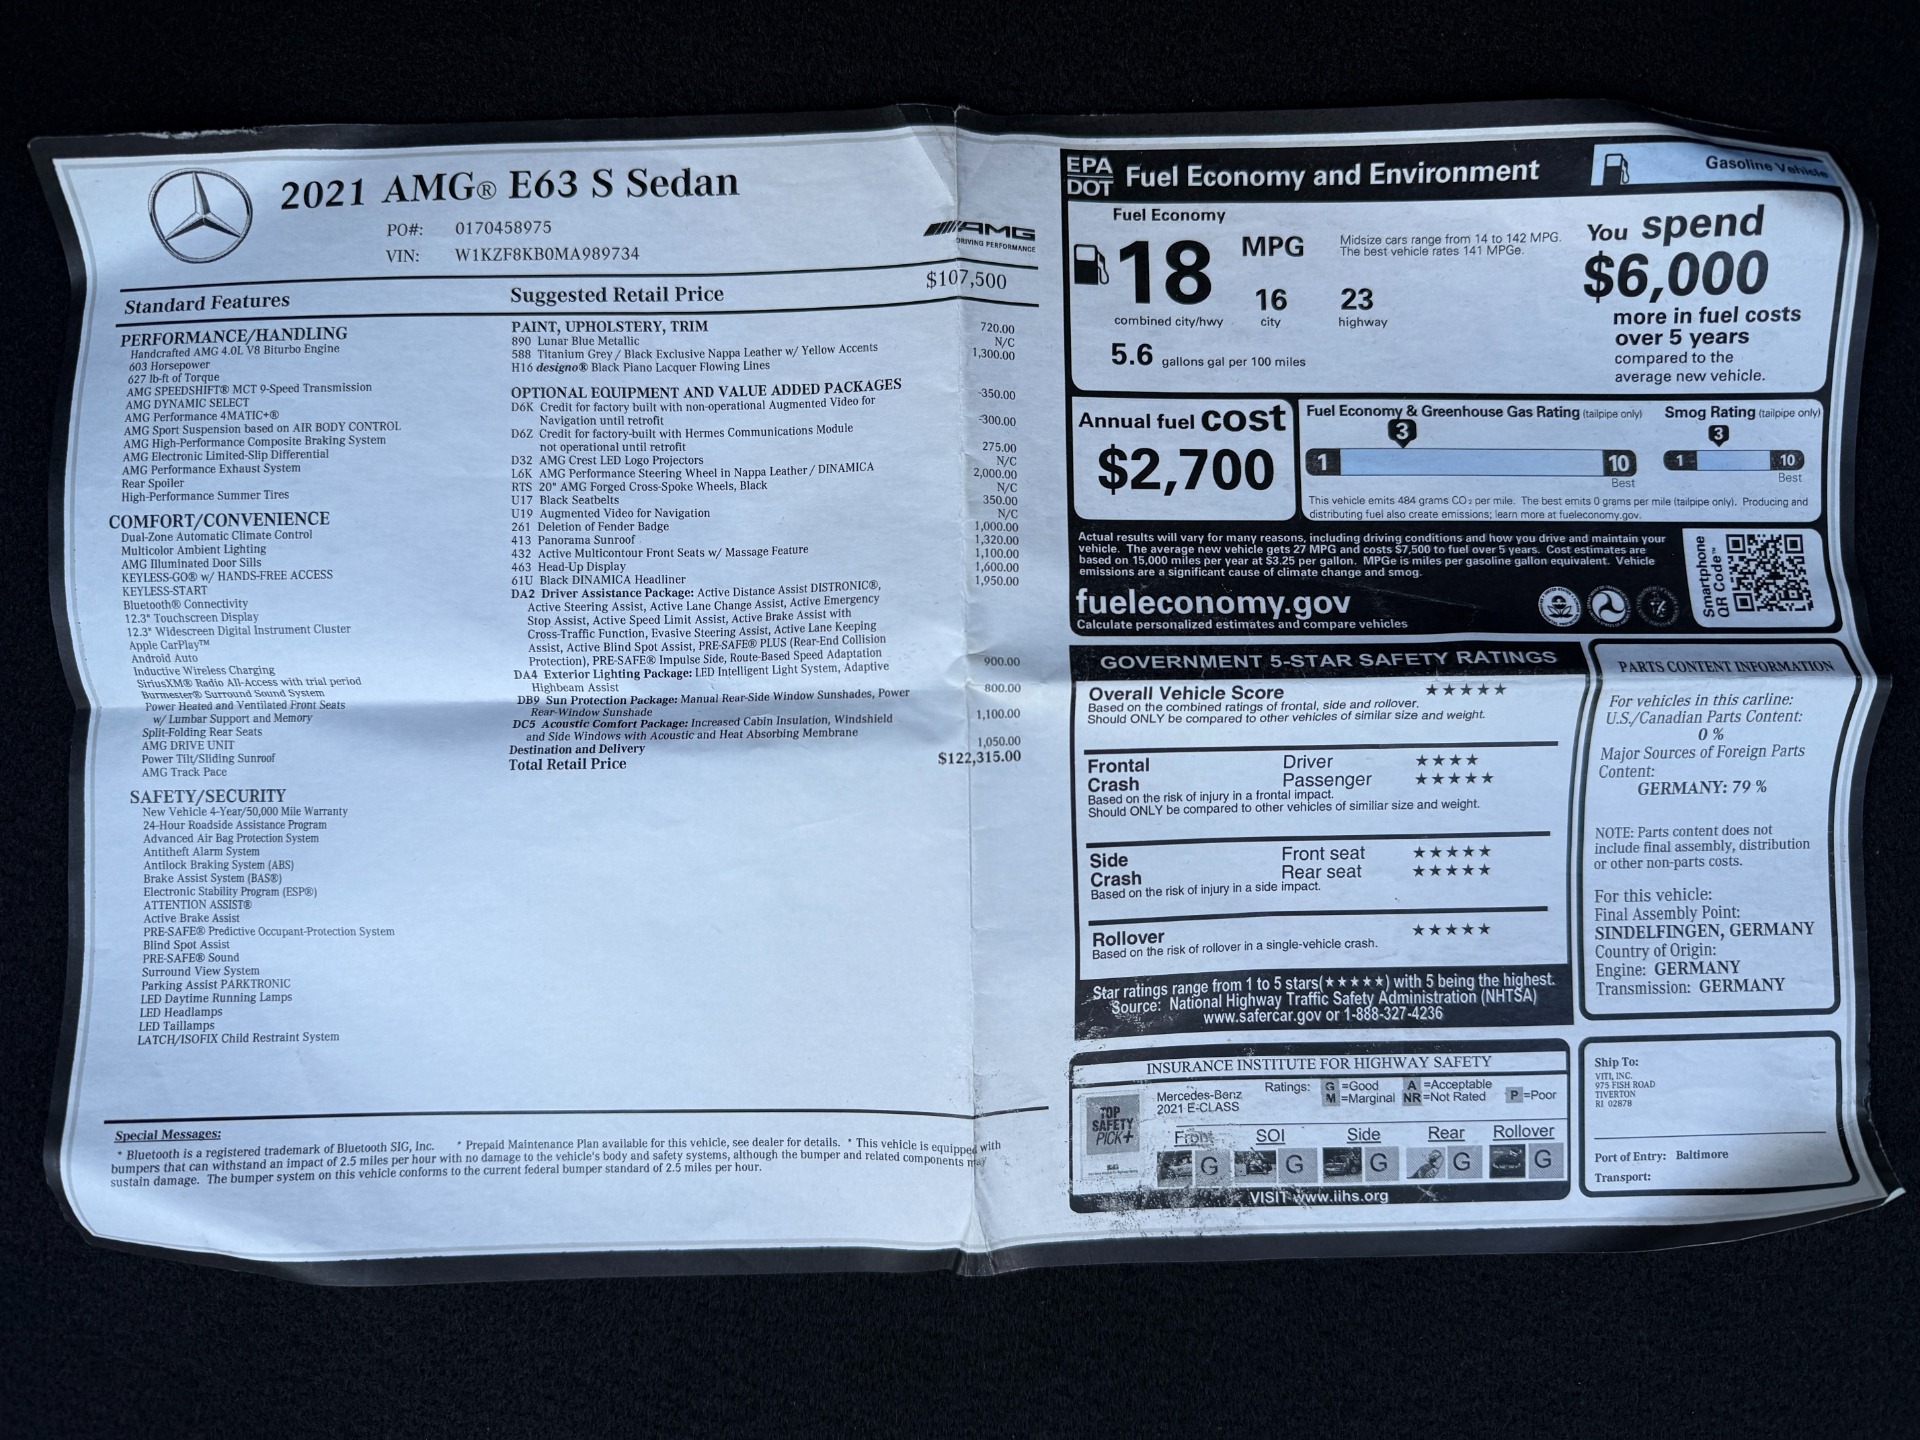 2021 AMG® E63 S Sedan
PO#: 0170458975
VIN: W1KZF8KB0MA989734
AMG
DRIVING PERFORMANCE
Standard Features
Suggested Retail Price $107,500
PERFORMANCE/HANDLING
Handcrafted AMG 4.0L V8 Biturbo Engine
603 Horsepower
627 lb-ft of Torque
AMG SPEEDSHIFT® MCT 9-Speed Transmission
AMG DYNAMIC SELECT
AMG Performance 4MATIC+®
AMG Sport Suspension based on AIR BODY CONTROL
AMG High-Performance Composite Braking System
AMG Electronic Limited-Slip Differential
AMG Performance Exhaust System
Rear Spoiler
High-Performance Summer Tires
COMFORT/CONVENIENCE
Dual-Zone Automatic Climate Control
Multicolor Ambient Lighting
AMG Illuminated Door Sills
KEYLESS-GO® w/ HANDS-FREE ACCESS
KEYLESS-START
Bluetooth® Connectivity
12.3" Touchscreen Display
12.3" Widescreen Digital Instrument Cluster
Apple CarPlay™
Android Auto
Inductive Wireless Charging
SiriusXM® Radio All-Access with trial period
Burmester® Surround Sound System
Power Heated and Ventilated Front Seats
w/ Lumbar Support and Memory
Split-Folding Rear Seats
AMG DRIVE UNIT
Power Tilt/Sliding Sunroof
AMG Track Pace
SAFETY/SECURITY
New Vehicle 4-Year/50,000 Mile Warranty
24-Hour Roadside Assistance Program
Advanced Air Bag Protection System
Antitheft Alarm System
Antilock Braking System (ABS)
Brake Assist System (BAS®)
Electronic Stability Program (ESP®)
ATTENTION ASSIST®
Active Brake Assist
PRE-SAFE® Predictive Occupant-Protection System
Blind Spot Assist
PRE-SAFE® Sound
Surround View System
Parking Assist PARKTRONIC
LED Daytime Running Lamps
LED Headlamps
LED Taillamps
LATCH/ISOFIX Child Restraint System
PAINT, UPHOLSTERY, TRIM
890 Lunar Blue Metallic 720.00
588 Titanium Grey / Black Exclusive Nappa Leather w/ Yellow Accents N/C
H16 designo® Black Piano Lacquer Flowing Lines 1,300.00
OPTIONAL EQUIPMENT AND VALUE ADDED PACKAGES
D6K Credit for factory built with non-operational Augmented Video for -350.00
Navigation until retrofit
D6Z Credit for factory-built with Hermes Communications Module -300.00
not operational until retrofit
D32 AMG Crest LED Logo Projectors 275.00
L6K AMG Performance Steering Wheel in Nappa Leather / DINAMICA N/C
RTS 20" AMG Forged Cross-Spoke Wheels, Black 2,000.00
U17 Black Seatbelts N/C
U19 Augmented Video for Navigation 350.00
261 Deletion of Fender Badge N/C
413 Panorama Sunroof 1,000.00
432 Active Multicontour Front Seats w/ Massage Feature 1,320.00
463 Head-Up Display 1,100.00
61U Black DINAMICA Headliner 1,600.00
DA2 Driver Assistance Package: Active Distance Assist DISTRONIC®, 1,950.00
Active Steering Assist, Active Lane Change Assist, Active Emergency
Stop Assist, Active Speed Limit Assist, Active Brake Assist with
Cross-Traffic Function, Evasive Steering Assist, Active Lane Keeping
Assist, Active Blind Spot Assist, PRE-SAFE® PLUS (Rear-End Collision
Protection), PRE-SAFE® Impulse Side, Route-Based Speed Adaptation
DA4 Exterior Lighting Package: LED Intelligent Light System, Adaptive 900.00
Highbeam Assist
DB9 Sun Protection Package: Manual Rear-Side Window Sunshades, Power 800.00
Rear-Window Sunshade
DC5 Acoustic Comfort Package: Increased Cabin Insulation, Windshield 1,100.00
and Side Windows with Acoustic and Heat Absorbing Membrane
Destination and Delivery 1,050.00
Total Retail Price $122,315.00
Special Messages:
* Bluetooth is a registered trademark of Bluetooth SIG, Inc. * Prepaid Maintenance Plan available for this vehicle, see dealer for details. * This vehicle is equipped with
bumpers that can withstand an impact of 2.5 miles per hour with no damage to the vehicle's body and safety systems, although the bumper and related components may
sustain damage. The bumper system on this vehicle conforms to the current federal bumper standard of 2.5 miles per hour.
EPA
DOT
Fuel Economy and Environment
Gasoline Vehicle
Fuel Economy
18 MPG
combined city/hwy
16
city
23
highway
5.6 gallons gal per 100 miles
Midsize cars range from 14 to 142 MPG.
The best vehicle rates 141 MPGe.
You spend
$6,000
more in fuel costs
over 5 years
compared to the
average new vehicle.
Annual fuel cost
$2,700
Fuel Economy & Greenhouse Gas Rating (tailpipe only)
3
1 10
Best
Smog Rating (tailpipe only)
3
1 10
Best
This vehicle emits 484 grams CO2 per mile. The best emits 0 grams per mile (tailpipe only). Producing and
distributing fuel also create emissions; learn more at fueleconomy.gov.
Actual results will vary for many reasons, including driving conditions and how you drive and maintain your
vehicle. The average new vehicle gets 27 MPG and costs $7,500 to fuel over 5 years. Cost estimates are
based on 15,000 miles per year at $3.25 per gallon. MPGe is miles per gasoline gallon equivalent. Vehicle
emissions are a significant cause of climate change and smog.
fueleconomy.gov
Calculate personalized estimates and compare vehicles
Smartphone
QR Code™
GOVERNMENT 5-STAR SAFETY RATINGS
Overall Vehicle Score ★★★★★
Based on the combined ratings of frontal, side and rollover.
Should ONLY be compared to other vehicles of similar size and weight.
Frontal Driver ★★★★
Crash Passenger ★★★★★
Based on the risk of injury in a frontal impact.
Should ONLY be compared to other vehicles of similiar size and weight.
Side Front seat ★★★★★
Crash Rear seat ★★★★★
Based on the risk of injury in a side impact.
Rollover ★★★★★
Based on the risk of rollover in a single-vehicle crash.
Star ratings range from 1 to 5 stars(★★★★★) with 5 being the highest.
Source: National Highway Traffic Safety Administration (NHTSA)
www.safercar.gov or 1-888-327-4236
PARTS CONTENT INFORMATION
For vehicles in this carline:
U.S./Canadian Parts Content:
0 %
Major Sources of Foreign Parts
Content:
GERMANY: 79 %
NOTE: Parts content does not
include final assembly, distribution
or other non-parts costs.
For this vehicle:
Final Assembly Point:
SINDELFINGEN, GERMANY
Country of Origin:
Engine: GERMANY
Transmission: GERMANY
INSURANCE INSTITUTE FOR HIGHWAY SAFETY
TOP
SAFETY
PICK+
Mercedes-Benz
2021 E-CLASS
Ratings: G =Good A =Acceptable P =Poor
M =Marginal NR =Not Rated
Front SOI Side Rear Rollover
G G G G G
VISIT www.iihs.org
Ship To:
VITI, INC.
975 FISH ROAD
TIVERTON
RI 02878
Port of Entry: Baltimore
Transport: